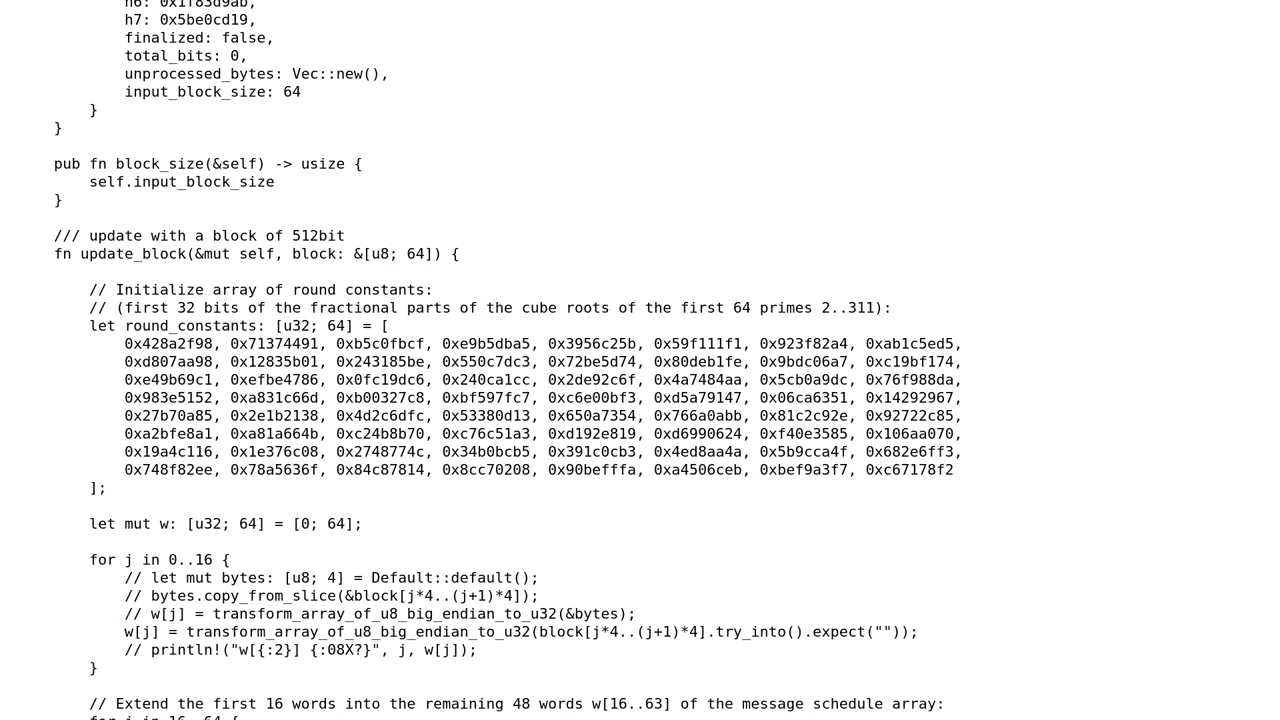 h6: 0x1f83d9ab,
h7: 0x5be0cd19,
finalized: false,
total_bits: 0,
unprocessed_bytes: Vec::new(),
input_block_size: 64
}
}
pub fn block_size(&self) -> usize {
self.input_block_size
}
/// update with a block of 512bit
fn update_block(&mut self, block: &[u8; 64]) {
// Initialize array of round constants:
// (first 32 bits of the fractional parts of the cube roots of the first 64 primes 2..311):
let round_constants: [u32; 64] = [
0x428a2f98, 0x71374491, 0xb5c0fbcf, 0xe9b5dba5, 0x3956c25b, 0x59f111f1, 0x923f82a4, 0xab1c5ed5,
0xd807aa98, 0x12835b01, 0x243185be, 0x550c7dc3, 0x72be5d74, 0x80deb1fe, 0x9bdc06a7, 0xc19bf174,
0xe49b69c1, 0xefbe4786, 0x0fc19dc6, 0x240ca1cc, 0x2de92c6f, 0x4a7484aa, 0x5cb0a9dc, 0x76f988da,
0x983e5152, 0xa831c66d, 0xb00327c8, 0xbf597fc7, 0xc6e00bf3, 0xd5a79147, 0x06ca6351, 0x14292967,
0x27b70a85, 0x2e1b2138, 0x4d2c6dfc, 0x53380d13, 0x650a7354, 0x766a0abb, 0x81c2c92e, 0x92722c85,
0xa2bfe8a1, 0xa81a664b, 0xc24b8b70, 0xc76c51a3, 0xd192e819, 0xd6990624, 0xf40e3585, 0x106aa070,
0x19a4c116, 0x1e376c08, 0x2748774c, 0x34b0bcb5, 0x391c0cb3, 0x4ed8aa4a, 0x5b9cca4f, 0x682e6ff3,
0x748f82ee, 0x78a5636f, 0x84c87814, 0x8cc70208, 0x90befffa, 0xa4506ceb, 0xbef9a3f7, 0xc67178f2
];
let mut w: [u32; 64] = [0; 64];
for j in 0..16 {
// let mut bytes: [u8; 4] = Default::default();
// bytes.copy_from_slice(&block[j*4..(j+1)*4]);
// w[j] = transform_array_of_u8_big_endian_to_u32(&bytes);
w[j] = transform_array_of_u8_big_endian_to_u32(block[j*4..(j+1)*4].try_into().expect(""));
// println!("w[{:2}] {:08X?}", j, w[j]);
}
// Extend the first 16 words into the remaining 48 words w[16..63] of the message schedule array:
for j in 16..64 {